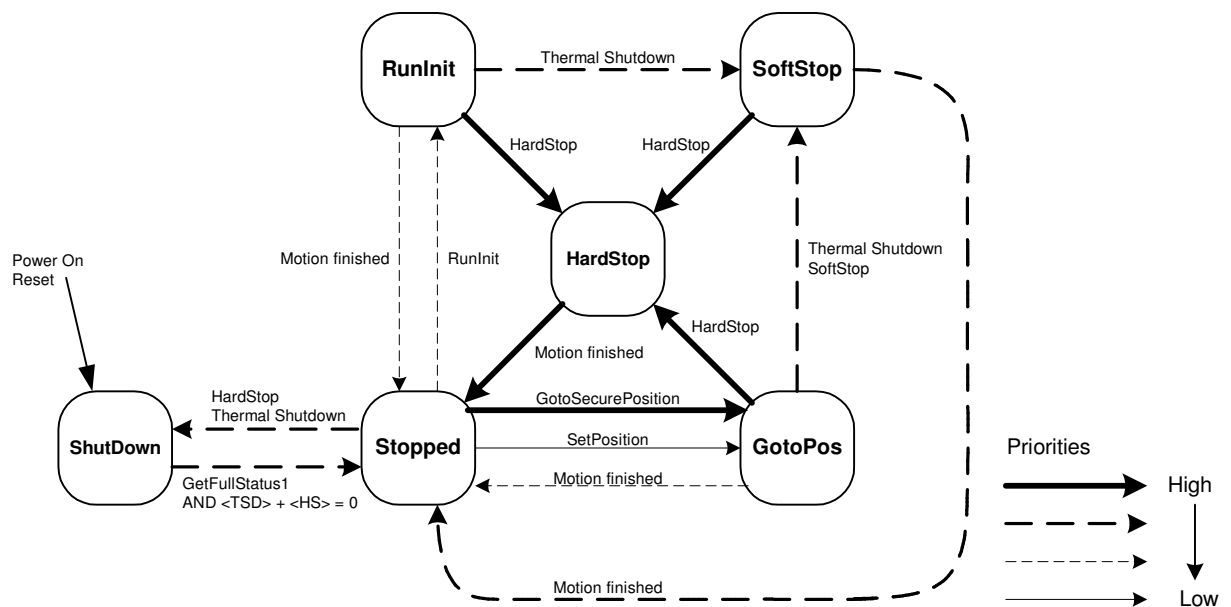 RunInit
Thermal Shutdown
SoftStop
HardStop
HardStop
Motion finished
RunInit
HardStop
Thermal Shutdown
SoftStop
Power On
Reset
HardStop
Motion finished
HardStop
Thermal Shutdown
GotoSecurePosition
ShutDown
Stopped
SetPosition
GotoPos
Priorities
GetFullStatus1
AND <TSD> + <HS> = 0
Motion finished
High
Motion finished
Low